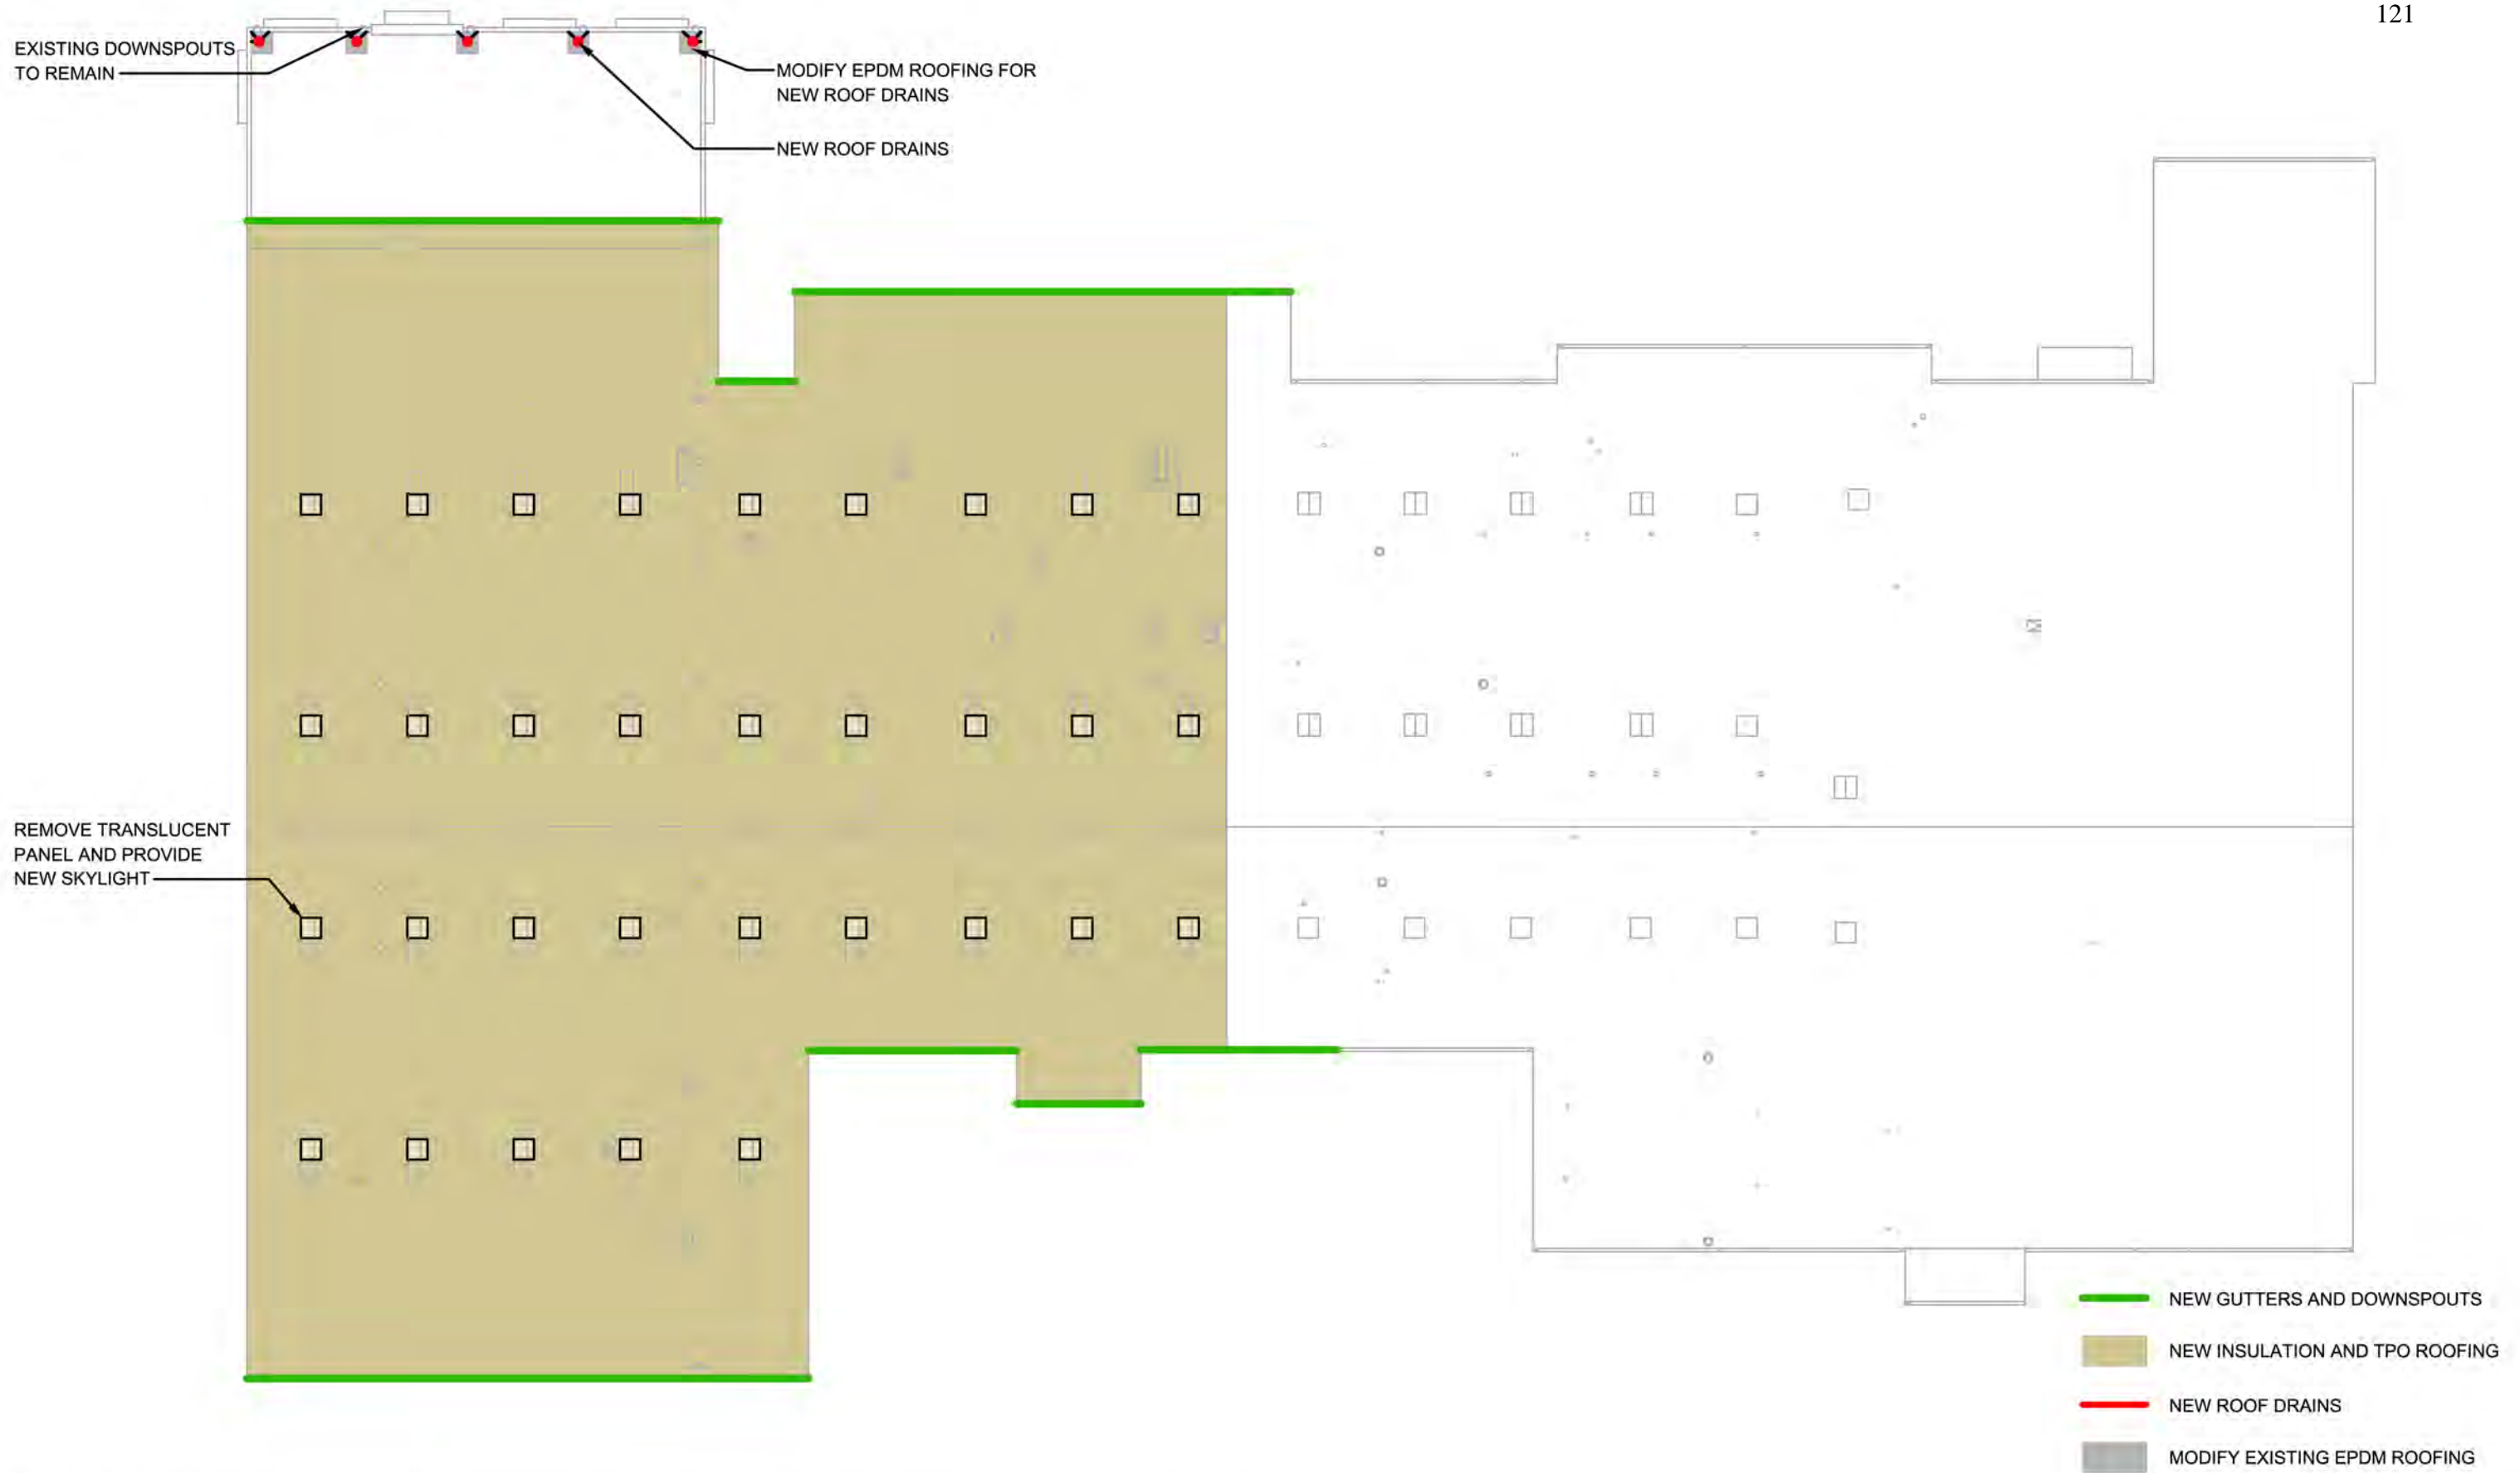 121
EXISTING DOWNSPOUTS
TO REMAIN
MODIFY EPDM ROOFING FOR
NEW ROOF DRAINS
NEW ROOF DRAINS
REMOVE TRANSLUCENT
PANEL AND PROVIDE
NEW SKYLIGHT
NEW GUTTERS AND DOWNSPOUTS
NEW INSULATION AND TPO ROOFING
NEW ROOF DRAINS
MODIFY EXISTING EPDM ROOFING